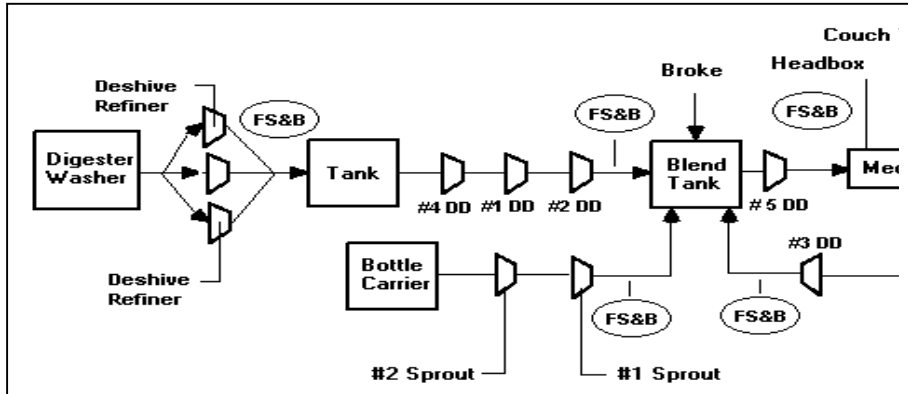 Couch
Headbox
Broke
Deshive
Refiner
FS&B
FS&B
FS&B
Digester
Washer
Tank
Blend
Tank
Mec
#4 DD
#1 DD
#2 DD
#5 DD
#3 DD
Deshive
Refiner
Bottle
Carrier
FS&B
FS&B
#2 Sprout
#1 Sprout